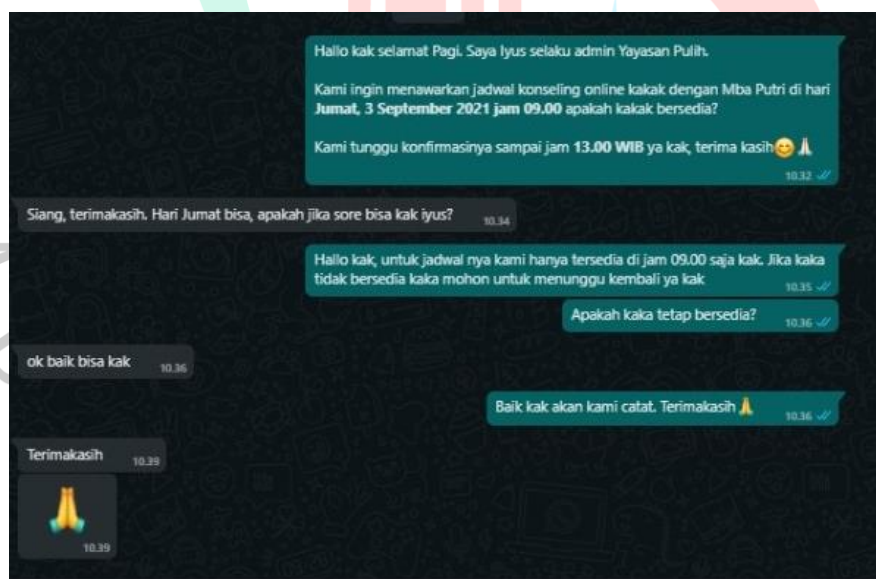 Hallo kak selamat Pagi. Saya Iyus selaku admin Yayasan Pulih.
Kami ingin menawarkan jadwal konseling online kakak dengan Mba Putri di hari
Jumat, 3 September 2021 jam 09.00 apakah kakak bersedia?
Kami tunggu konfirmasinya sampai jam 13.00 WIB ya kak, terima kasih😊🙏
10.32
Siang, terimakasih. Hari Jumat bisa, apakah jika sore bisa kak iyus?
10.34
Hallo kak, untuk jadwal nya kami hanya tersedia di jam 09.00 saja kak. Jika kaka
tidak bersedia kaka mohon untuk menunggu kembali ya kak
10.35
Apakah kaka tetap bersedia?
10.36
ok baik bisa kak
10.36
Baik kak akan kami catat. Terimakasih 🙏
10.36
Terimakasih
10.39
🙏
10.39